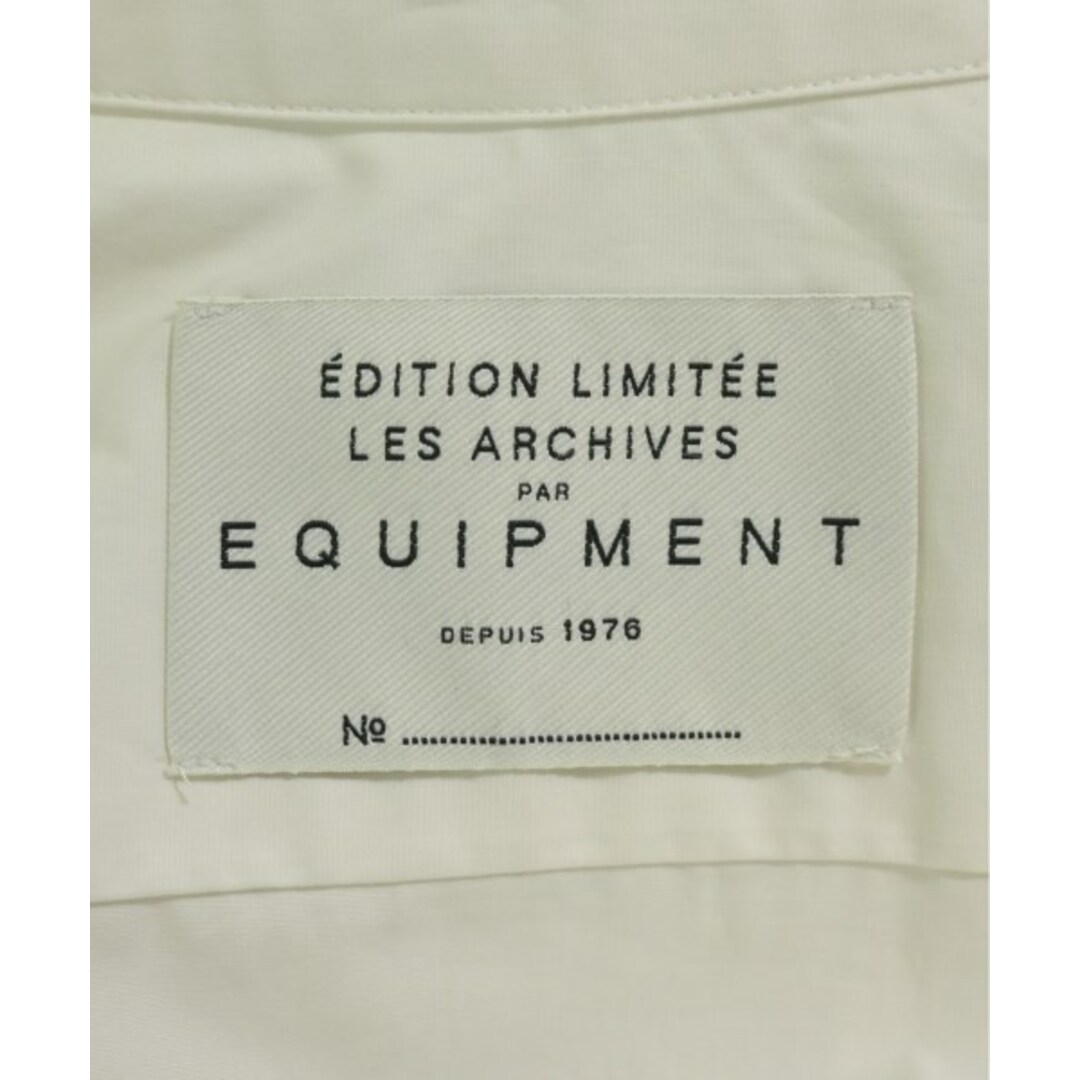 ÉDITION LIMITÉE
LES ARCHIVES
PAR
EQUIPMENT
DEPUIS 1976
Nº ........................................